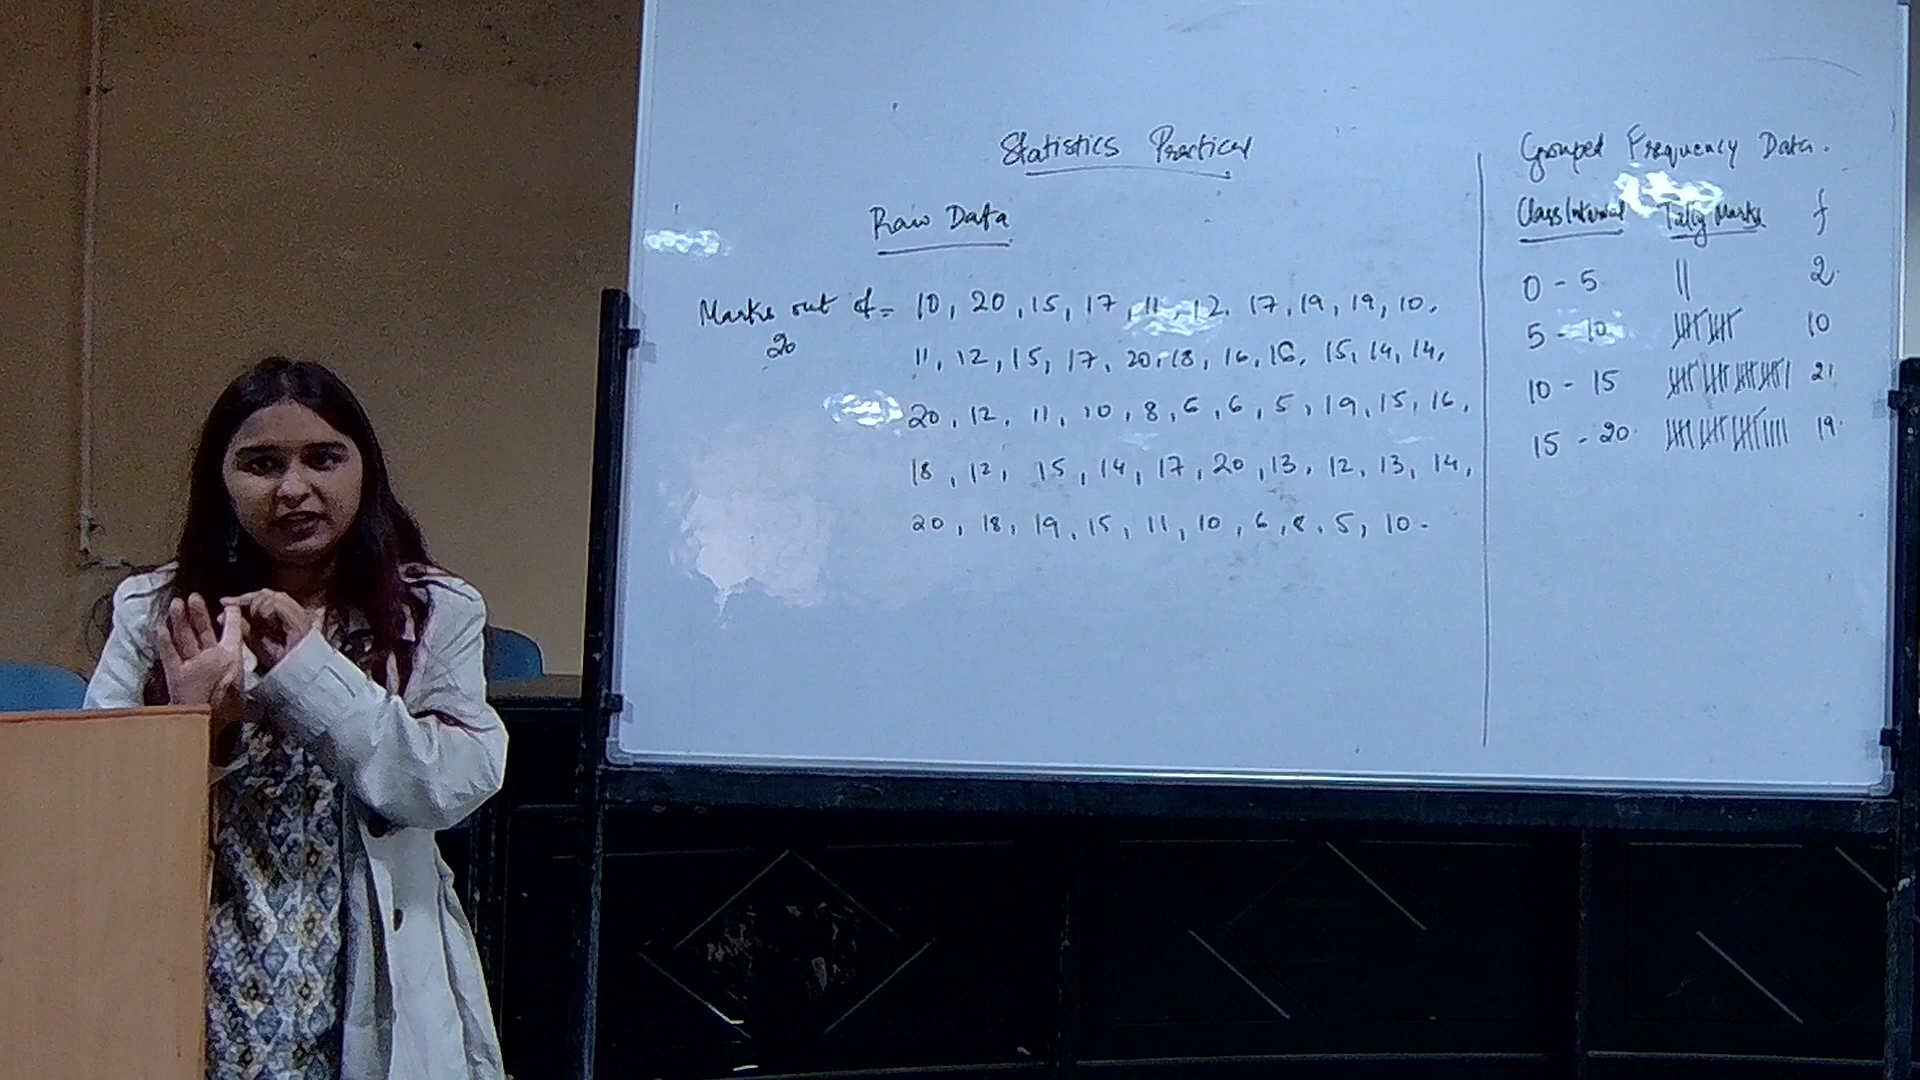 Statistics Practical
Raw Data
Marks out of = 10, 20, 15, 17, 11, 12, 17, 19, 19, 10,
20
11, 12, 15, 17, 20, 18, 16, 16, 15, 14, 14,
20, 12, 11, 10, 8, 6, 6, 5, 19, 15, 16,
18, 12, 15, 14, 17, 20, 13, 12, 13, 14,
20, 18, 19, 15, 11, 10, 6, 8, 5, 10.
Grouped Frequency Data.
Class Interval Tally Marks f
0 - 5 || 2
5 - 10 10
10 - 15 21
15 - 20 19